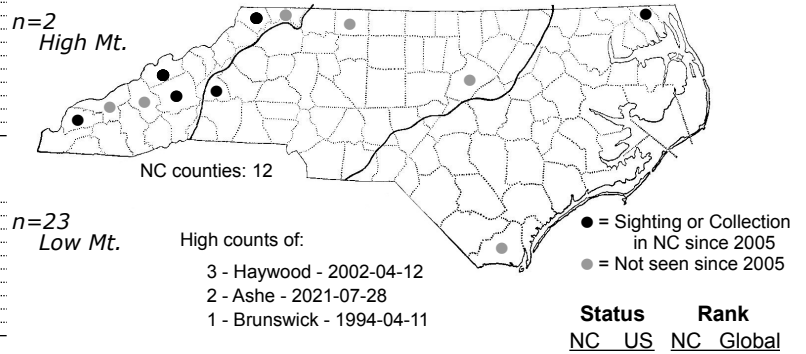 n=2
High Mt.
NC counties: 12
n=23
Low Mt.
High counts of:
3 - Haywood - 2002-04-12
2 - Ashe - 2021-07-28
1 - Brunswick - 1994-04-11
● = Sighting or Collection
in NC since 2005
● = Not seen since 2005
Status Rank
NC US NC Global